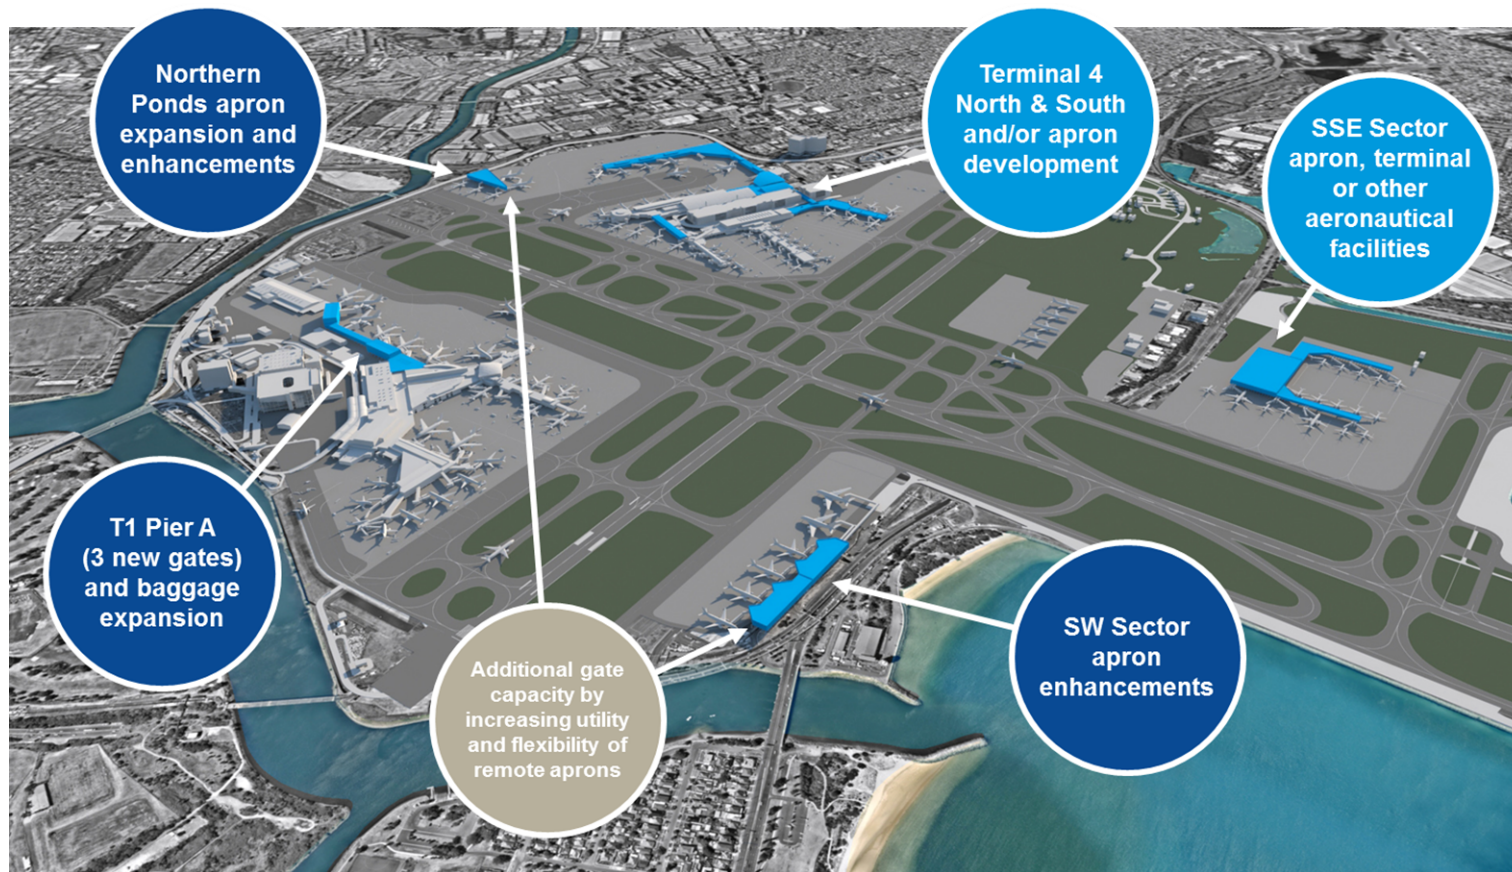 Northern
Ponds apron
expansion and
enhancements
Terminal 4
North & South
and/or apron
development
SSE Sector
apron, terminal
or other
aeronautical
facilities
T1 Pier A
(3 new gates)
and baggage
expansion
Additional gate
capacity by
increasing utility
and flexibility of
remote aprons
SW Sector
apron
enhancements